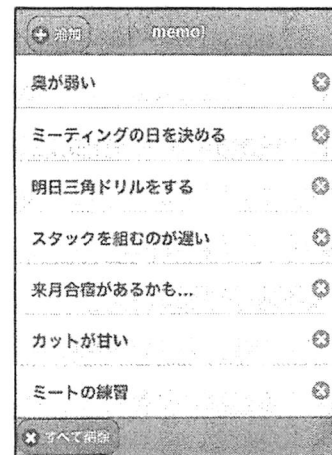 追加
memo!
奥が弱い
ミーティングの日を決める
明日三角ドリルをする
スタックを組むのが遅い
来月合宿があるかも...
カットが甘い
ミートの練習
すべて削除